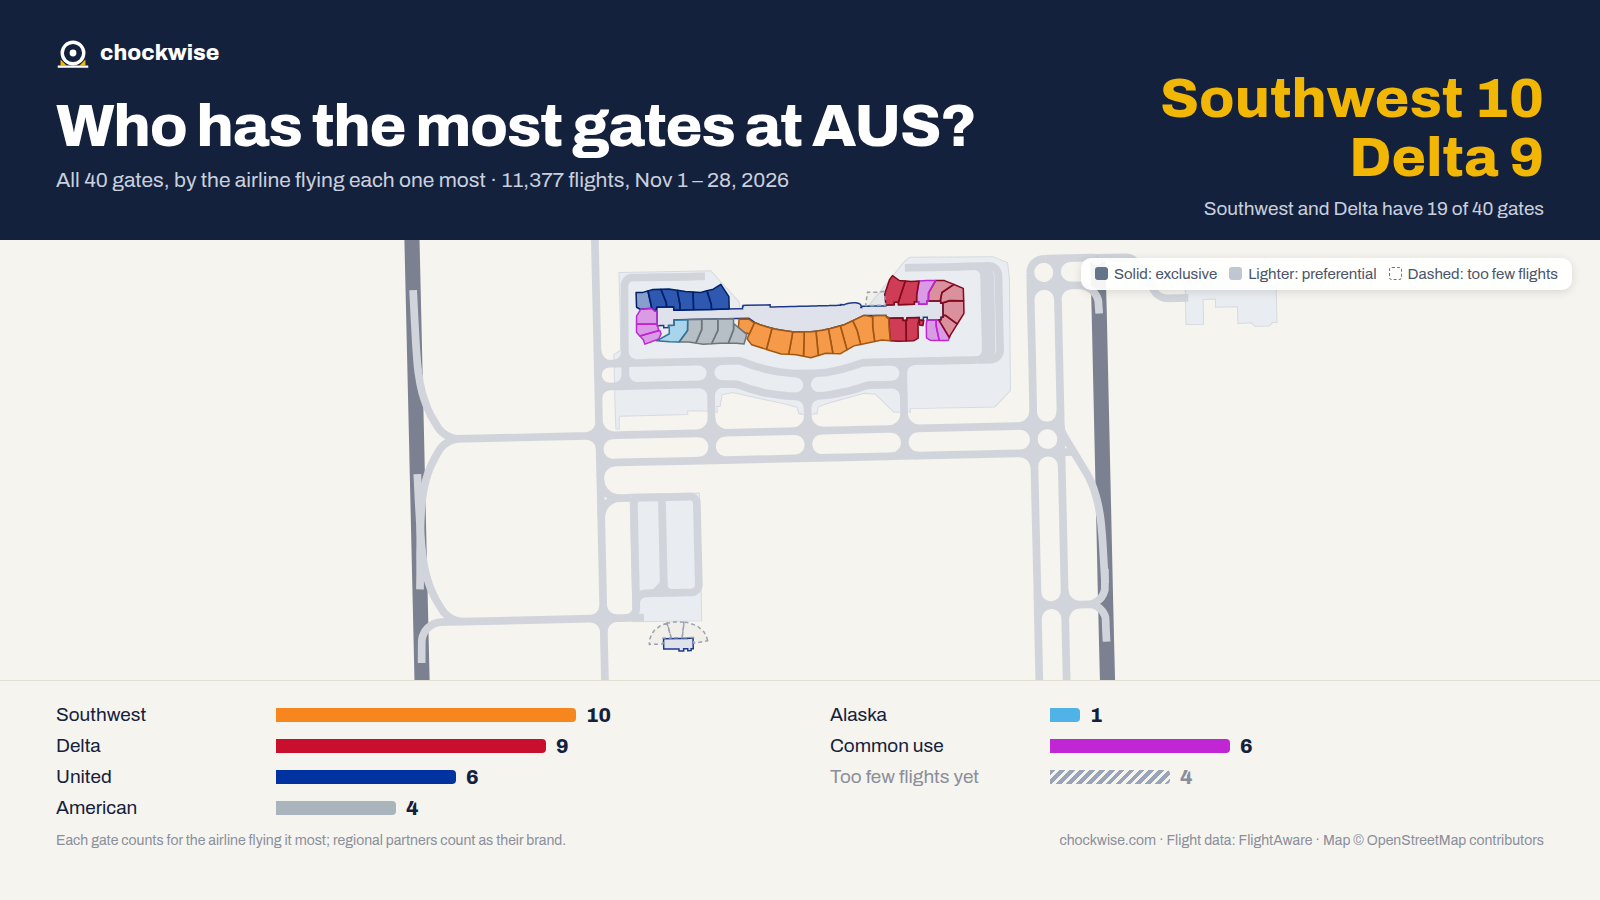 chockwise
Who has the most gates at AUS?
All 40 gates, by the airline flying each one most · 11,377 flights, Nov 1 – 28, 2026
Southwest 10
Delta 9
Southwest and Delta have 19 of 40 gates
Solid: exclusive Lighter: preferential Dashed: too few flights
Southwest 10
Delta 9
United 6
American 4
Alaska 1
Common use 6
Too few flights yet 4
Each gate counts for the airline flying it most; regional partners count as their brand.
chockwise.com · Flight data: FlightAware · Map © OpenStreetMap contributors